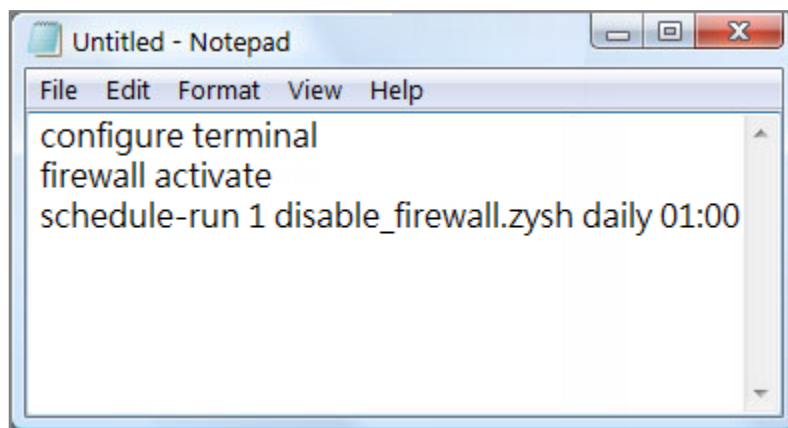 Untitled - Notepad
File Edit Format View Help
configure terminal
firewall activate
schedule-run 1 disable_firewall.zysh daily 01:00